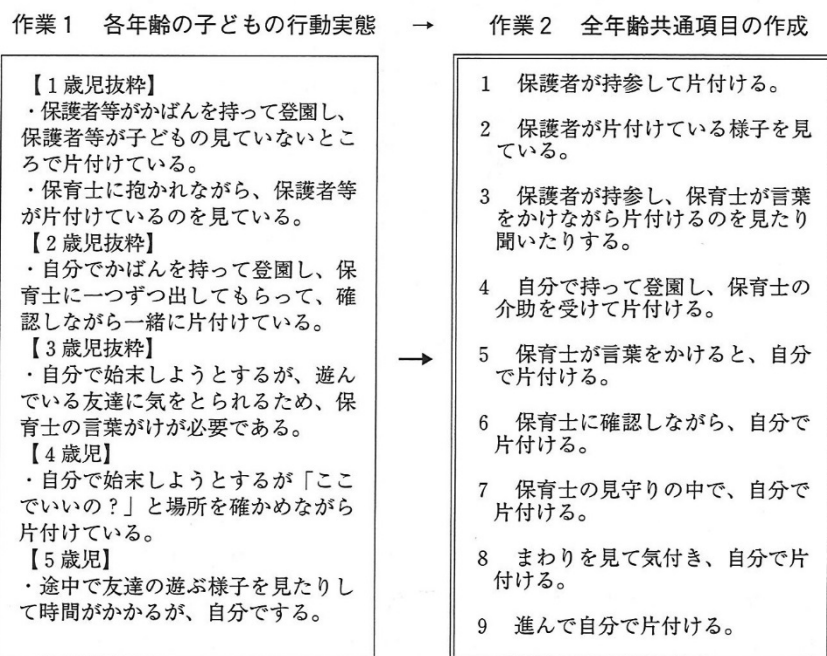 作業1 各年齢の子どもの行動実態 → 作業2 全年齢共通項目の作成
【1歳児抜粋】
・保護者等がかばんを持って登園し、
保護者等が子どもの見ていないとこ
ろで片付けている。
・保育士に抱かれながら、保護者等
が片付けているのを見ている。
【2歳児抜粋】
・自分でかばんを持って登園し、保
育士に一つずつ出してもらって、確
認しながら一緒に片付けている。
【3歳児抜粋】
・自分で始末しようとするが、遊ん
でいる友達に気をとられるため、保
育士の言葉がけが必要である。
【4歳児】
・自分で始末しようとするが「ここ
でいいの?」と場所を確かめながら
片付けている。
【5歳児】
・途中で友達の遊ぶ様子を見たりし
て時間がかかるが、自分でする。
→
1 保護者が持参して片付ける。
2 保護者が片付けている様子を見
ている。
3 保護者が持参し、保育士が言葉
をかけながら片付けるのを見たり
聞いたりする。
4 自分で持って登園し、保育士の
介助を受けて片付ける。
5 保育士が言葉をかけると、自分
で片付ける。
6 保育士に確認しながら、自分で
片付ける。
7 保育士の見守りの中で、自分で
片付ける。
8 まわりを見て気付き、自分で片
付ける。
9 進んで自分で片付ける。